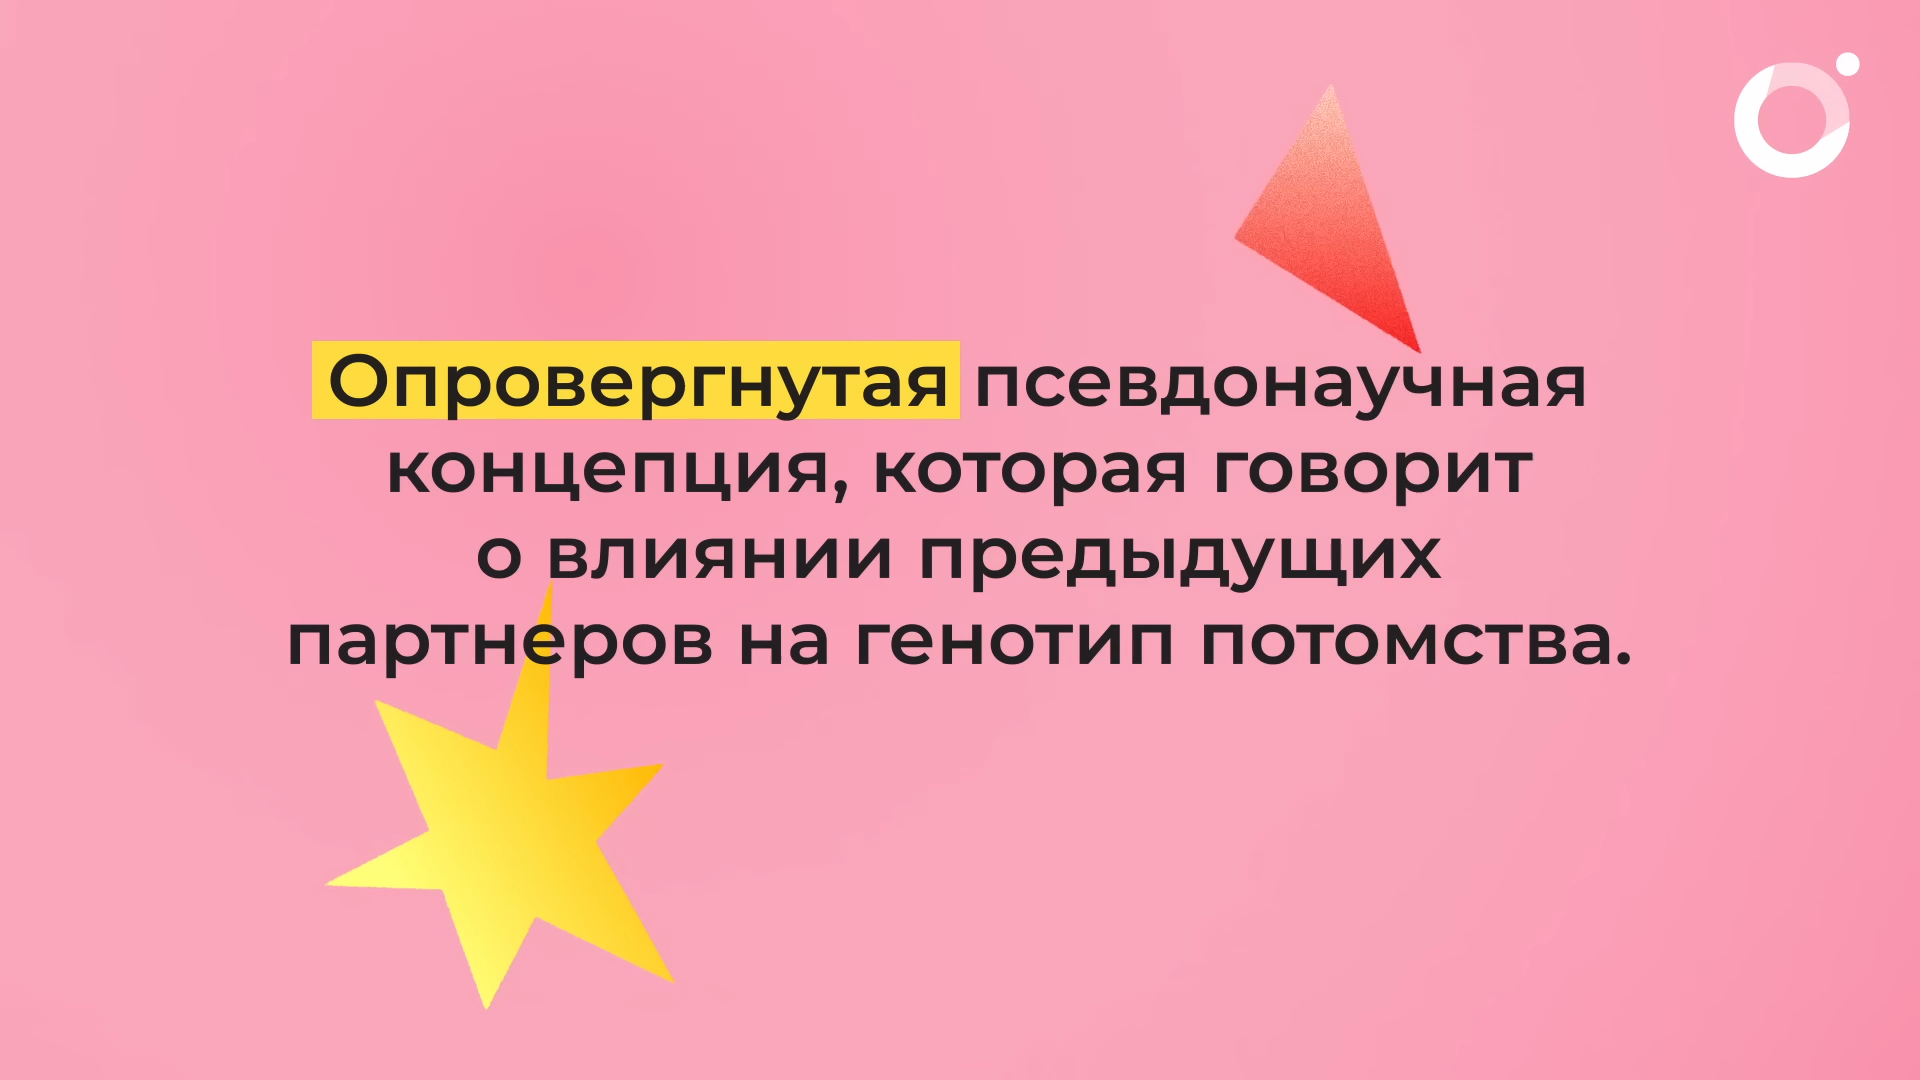 Опровергнутая псевдонаучная
концепция, которая говорит
о влиянии предыдущих
партнеров на генотип потомства.